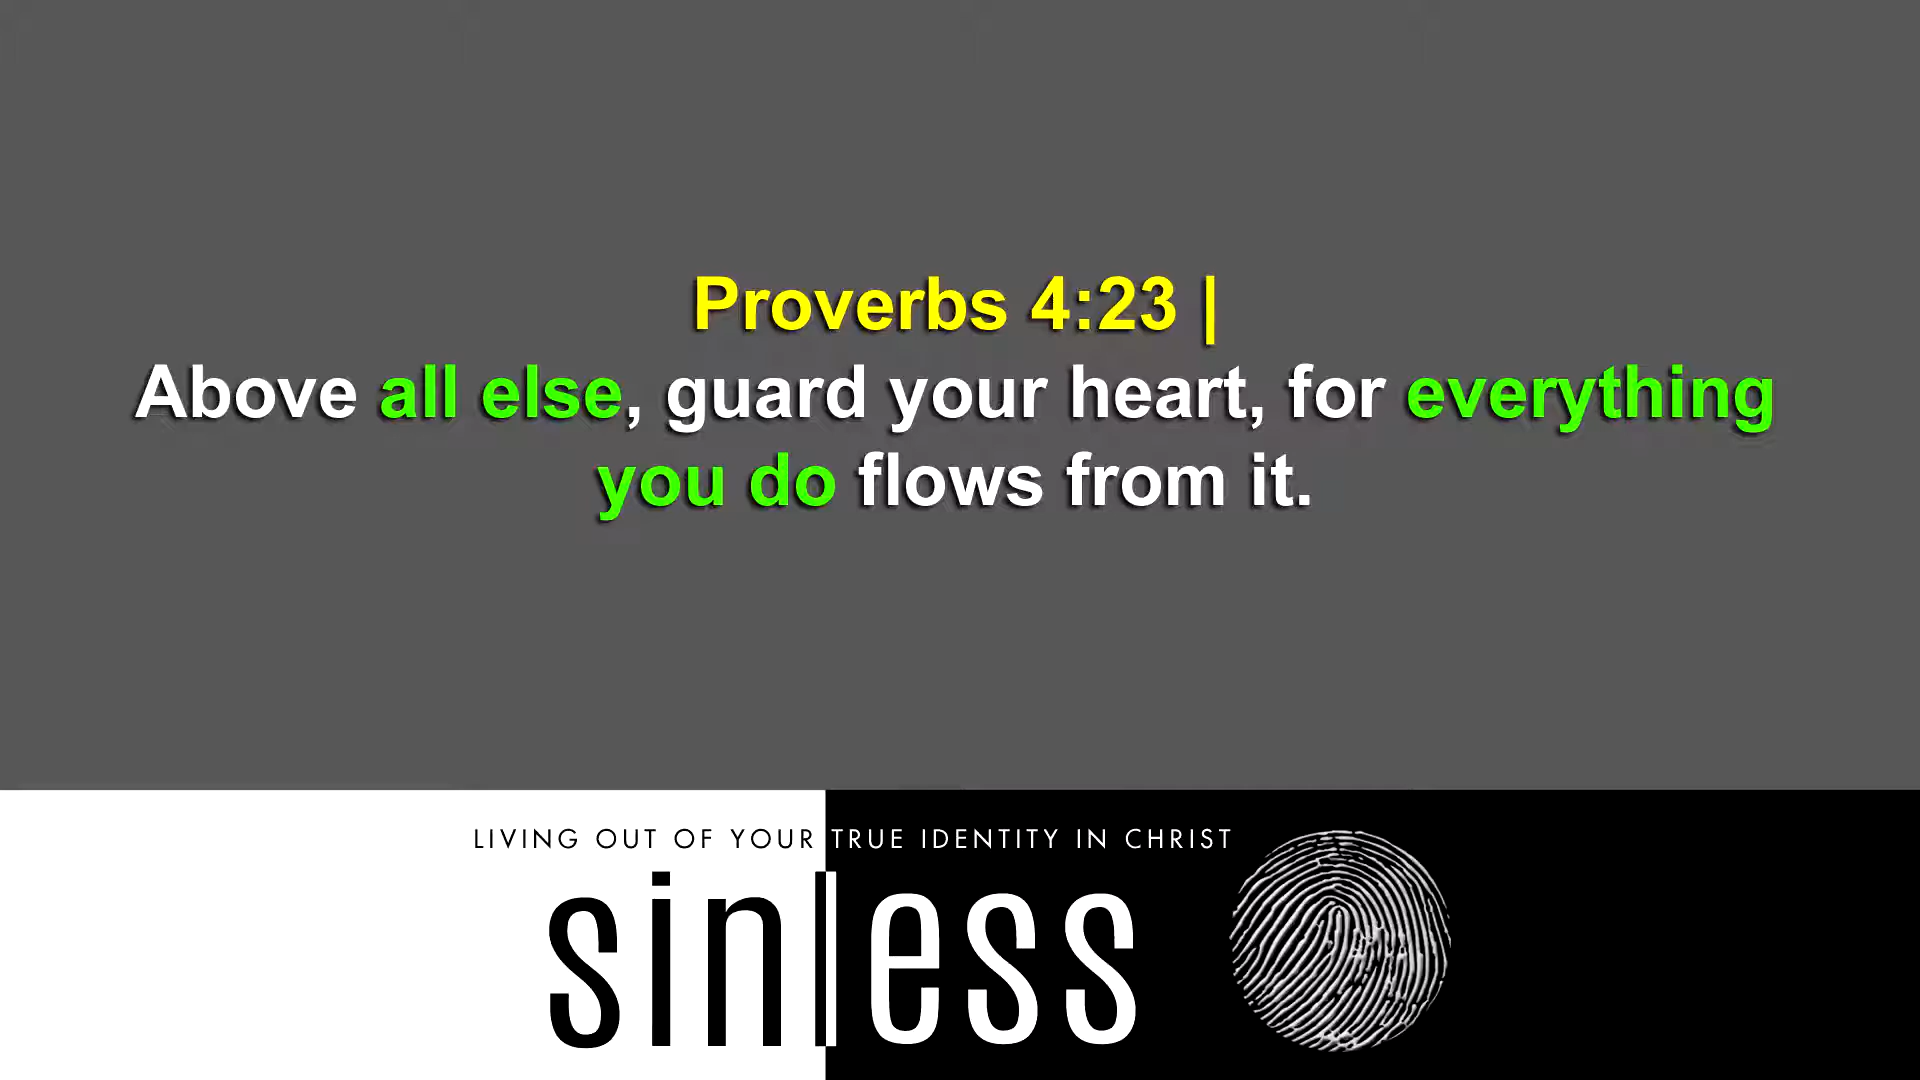 Proverbs 4:23 |
Above all else, guard your heart, for everything
you do flows from it.
LIVING OUT OF YOUR TRUE IDENTITY IN CHRIST
sinless